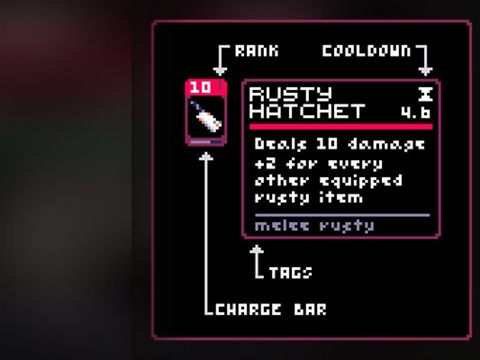 RANK COOLDOWN
10
RUSTY
HATCHET 4.6
Deals 10 damage
+2 for every
other equipped
rusty item
melee rusty
TAGS
CHARGE BAR